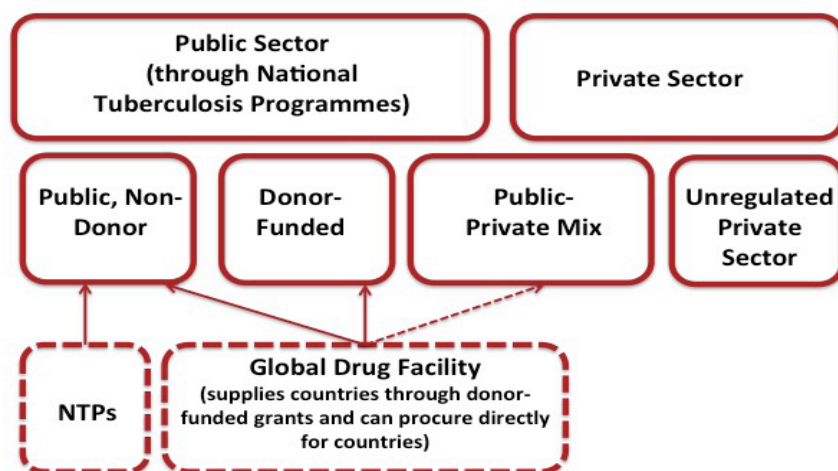 Public Sector
(through National
Tuberculosis Programmes)
Private Sector
Public, Non-
Donor
Donor-
Funded
Public-
Private Mix
Unregulated
Private
Sector
NTPs
Global Drug Facility
(supplies countries through donor-
funded grants and can procure directly
for countries)